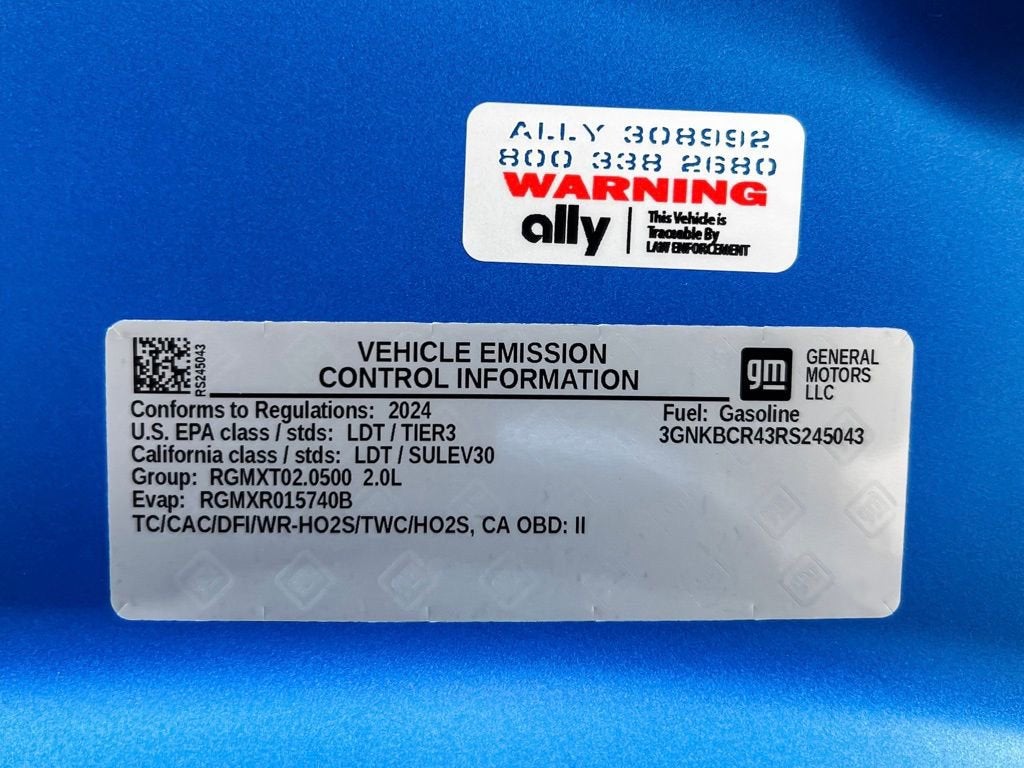 ALLY 308992
800 338 2680
WARNING
ally
This Vehicle is
Traceable By
LAW ENFORCEMENT
RS245043
VEHICLE EMISSION
CONTROL INFORMATION
gm
GENERAL
MOTORS
LLC
Conforms to Regulations: 2024
Fuel: Gasoline
U.S. EPA class / stds: LDT / TIER3
3GNKBCR43RS245043
California class / stds: LDT / SULEV30
Group: RGMXT02.0500 2.0L
Evap: RGMXR015740B
TC/CAC/DFI/WR-HO2S/TWC/HO2S, CA OBD: II